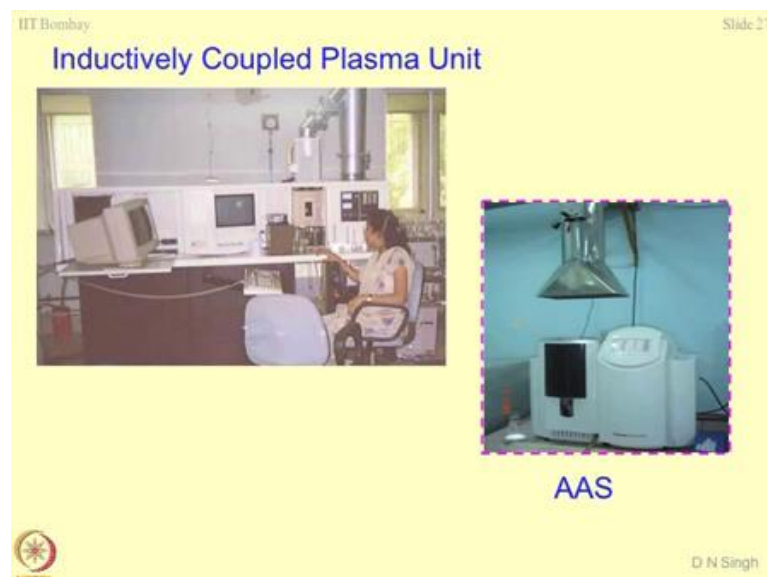 IIT Bombay
Slide 27
Inductively Coupled Plasma Unit
AAS
D N Singh